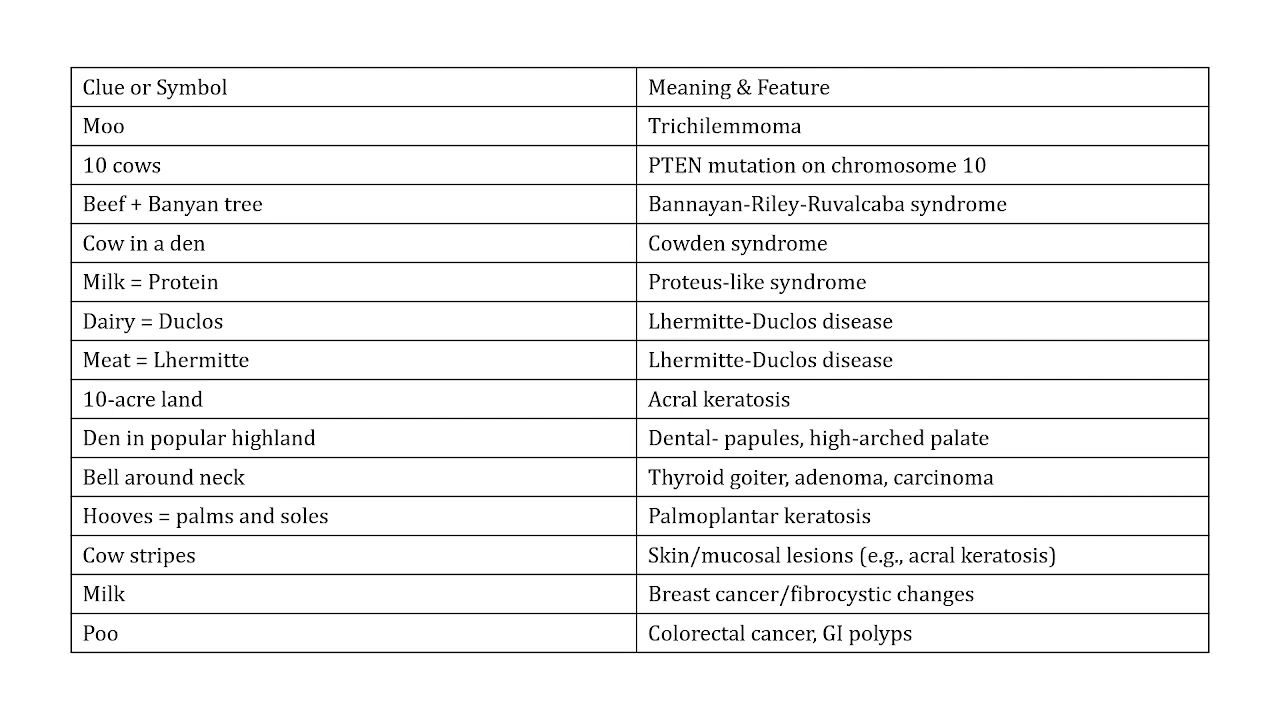 Clue or Symbol Meaning & Feature
Moo Trichilemmoma
10 cows PTEN mutation on chromosome 10
Beef + Banyan tree Bannayan-Riley-Ruvalcaba syndrome
Cow in a den Cowden syndrome
Milk = Protein Proteus-like syndrome
Dairy = Duclos Lhermitte-Duclos disease
Meat = Lhermitte Lhermitte-Duclos disease
10-acre land Acral keratosis
Den in popular highland Dental- papules, high-arched palate
Bell around neck Thyroid goiter, adenoma, carcinoma
Hooves = palms and soles Palmoplantar keratosis
Cow stripes Skin/mucosal lesions (e.g., acral keratosis)
Milk Breast cancer/fibrocystic changes
Poo Colorectal cancer, GI polyps